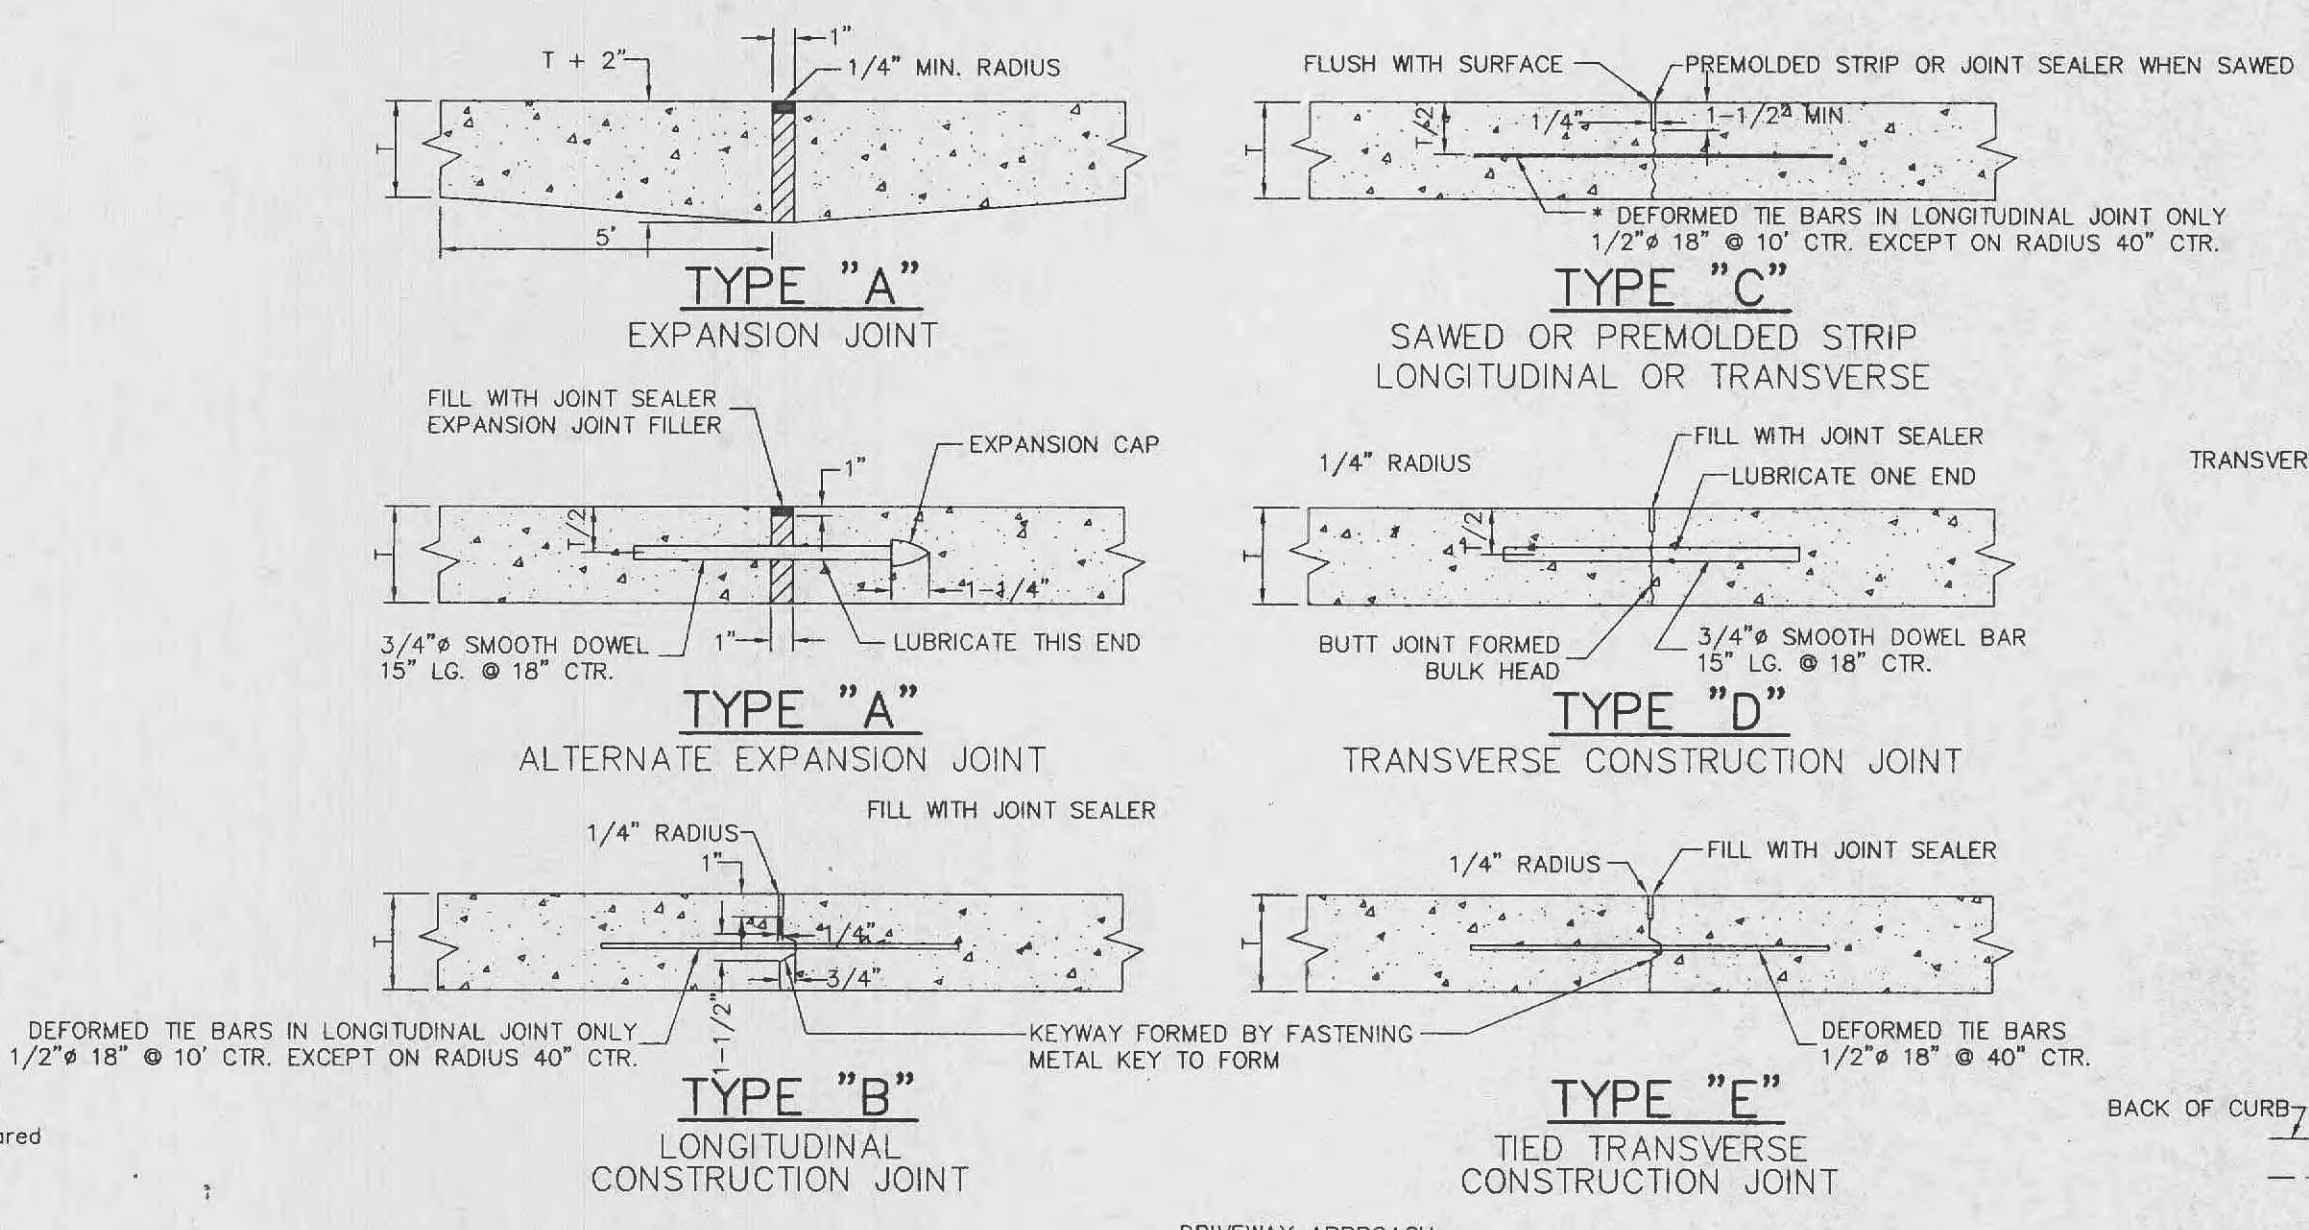 T + 2"
1"
1/4" MIN. RADIUS
T
5'
TYPE "A"
EXPANSION JOINT
FLUSH WITH SURFACE
PREMOLDED STRIP OR JOINT SEALER WHEN SAWED
T
T/2
1/4"
1-1/2" MIN.
* DEFORMED TIE BARS IN LONGITUDINAL JOINT ONLY
1/2"ø 18" @ 10' CTR. EXCEPT ON RADIUS 40" CTR.
TYPE "C"
SAWED OR PREMOLDED STRIP
LONGITUDINAL OR TRANSVERSE
FILL WITH JOINT SEALER
EXPANSION JOINT FILLER
EXPANSION CAP
1"
T
T/2
1-1/4"
3/4"ø SMOOTH DOWEL
15" LG. @ 18" CTR.
1"
LUBRICATE THIS END
TYPE "A"
ALTERNATE EXPANSION JOINT
1/4" RADIUS
FILL WITH JOINT SEALER
LUBRICATE ONE END
T
T/2
BUTT JOINT FORMED
BULK HEAD
3/4"ø SMOOTH DOWEL BAR
15" LG. @ 18" CTR.
TYPE "D"
TRANSVERSE CONSTRUCTION JOINT
TRANSVER
FILL WITH JOINT SEALER
1/4" RADIUS
1"
T
1/4"
3/4"
1-1/2"
DEFORMED TIE BARS IN LONGITUDINAL JOINT ONLY
1/2"ø 18" @ 10' CTR. EXCEPT ON RADIUS 40" CTR.
KEYWAY FORMED BY FASTENING
METAL KEY TO FORM
TYPE "B"
LONGITUDINAL
CONSTRUCTION JOINT
1/4" RADIUS
FILL WITH JOINT SEALER
T
DEFORMED TIE BARS
1/2"ø 18" @ 40" CTR.
TYPE "E"
TIED TRANSVERSE
CONSTRUCTION JOINT
BACK OF CURB
ared